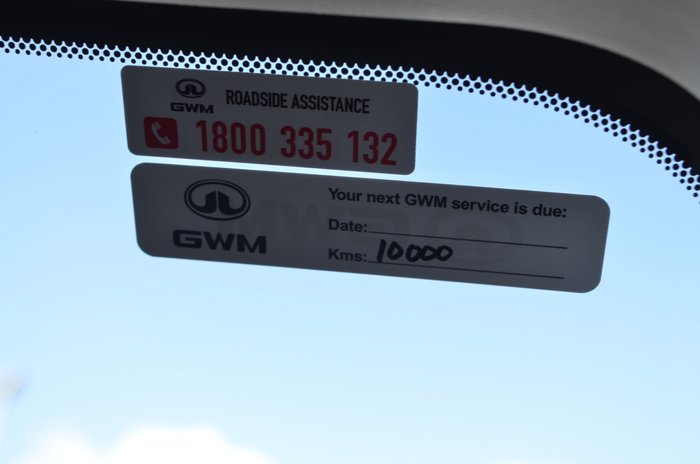 GWM
ROADSIDE ASSISTANCE
1800 335 132
GWM
Your next GWM service is due:
Date:
Kms: 10000